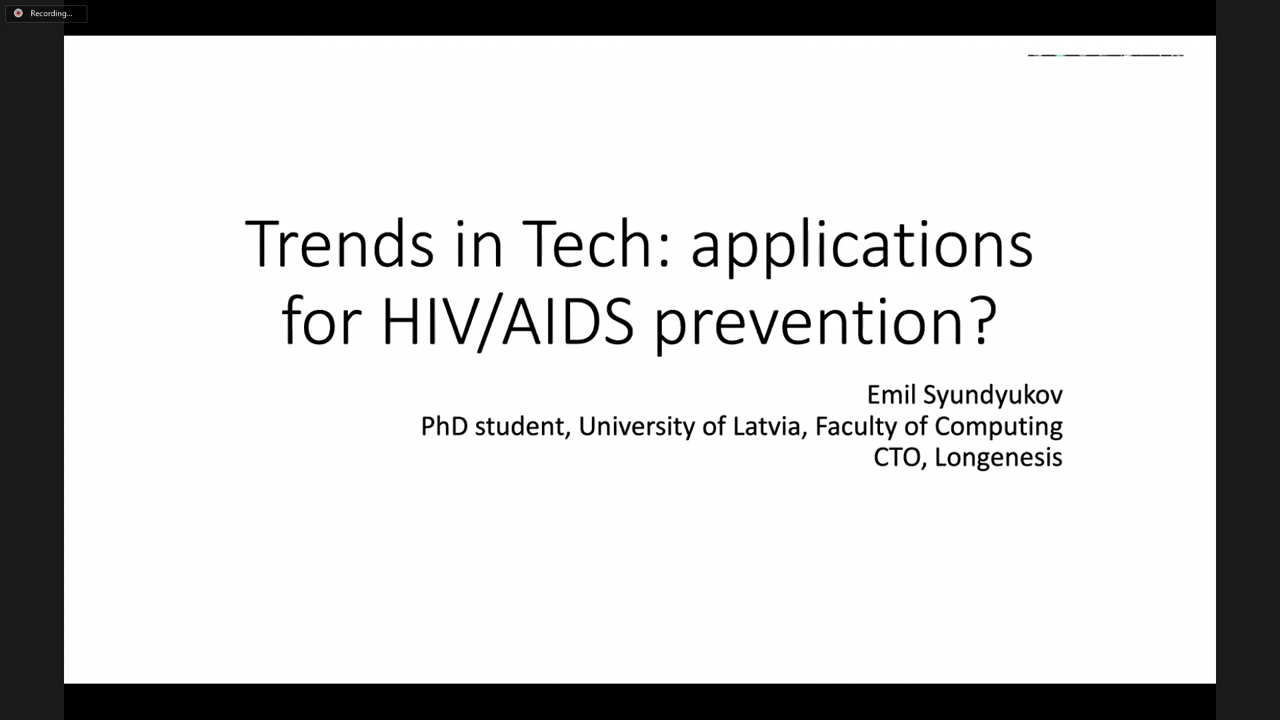 Recording...
Trends in Tech: applications
for HIV/AIDS prevention?
Emil Syundyukov
PhD student, University of Latvia, Faculty of Computing
CTO, Longenesis